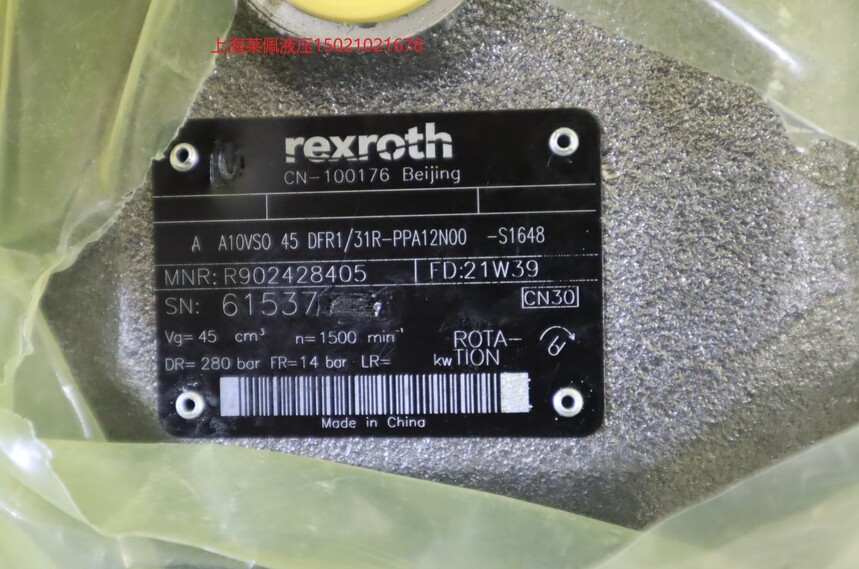 上海莱佩液压15021021678
rexroth
CN-100176 Beijing
A A10VSO 45 DFR1/31R-PPA12N00 -S1648
MNR: R902428405 FD:21W39
SN: 61537
CN30
Vg= 45 cm³ n=1500 min⁻¹
ROTA-
TION
DR= 280 bar FR=14 bar LR= kw
Made in China